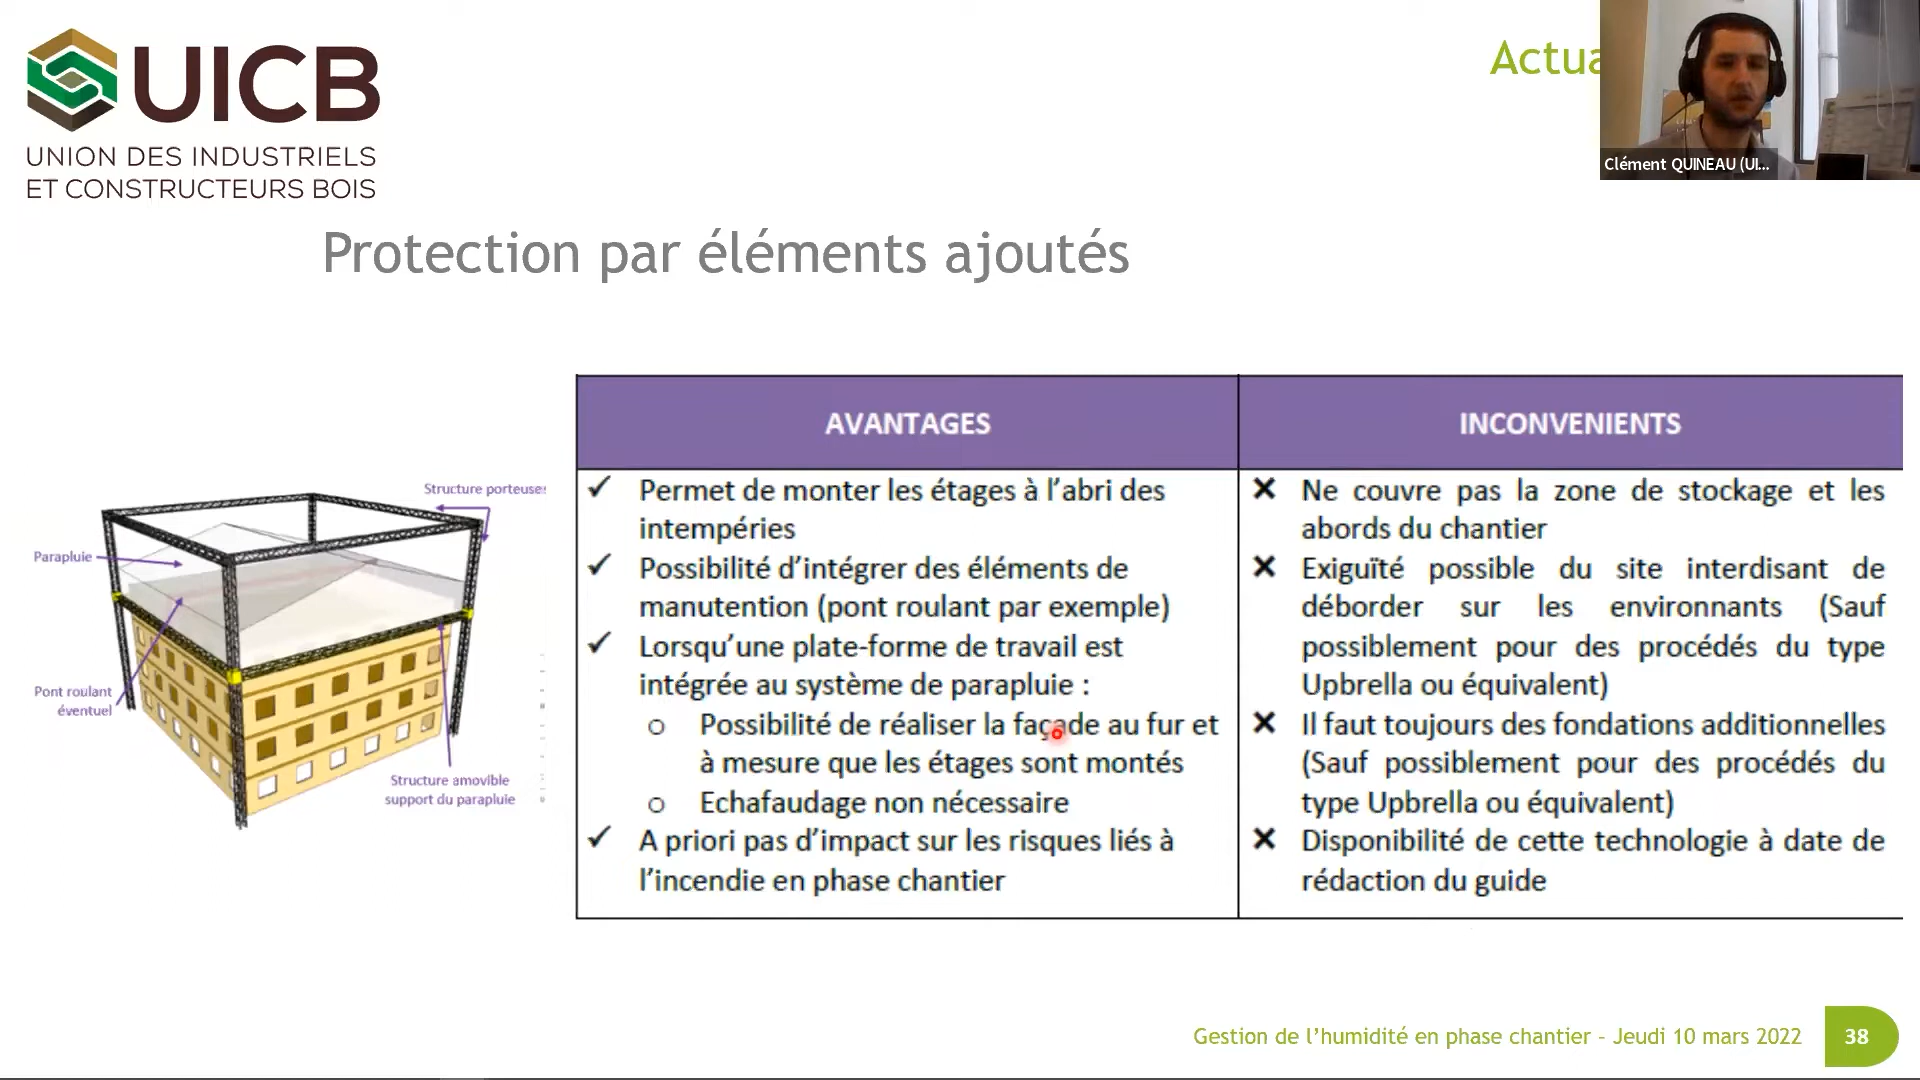 UICB
UNION DES INDUSTRIELS
ET CONSTRUCTEURS BOIS
Clément QUINEAU (UI...
Protection par éléments ajoutés
Structure porteuse
Parapluie
Pont roulant
éventuel
Structure amovible
support du parapluie
AVANTAGES
✓ Permet de monter les étages à l’abri des
intempéries
✓ Possibilité d’intégrer des éléments de
manutention (pont roulant par exemple)
✓ Lorsqu’une plate-forme de travail est
intégrée au système de parapluie :
o Possibilité de réaliser la façade au fur et
à mesure que les étages sont montés
o Echafaudage non nécessaire
✓ A priori pas d’impact sur les risques liés à
l’incendie en phase chantier
INCONVENIENTS
✕ Ne couvre pas la zone de stockage et les
abords du chantier
✕ Exiguïté possible du site interdisant de
déborder sur les environnants (Sauf
possiblement pour des procédés du type
Upbrella ou équivalent)
✕ Il faut toujours des fondations additionnelles
(Sauf possiblement pour des procédés du
type Upbrella ou équivalent)
✕ Disponibilité de cette technologie à date de
rédaction du guide
Gestion de l’humidité en phase chantier – Jeudi 10 mars 2022
38